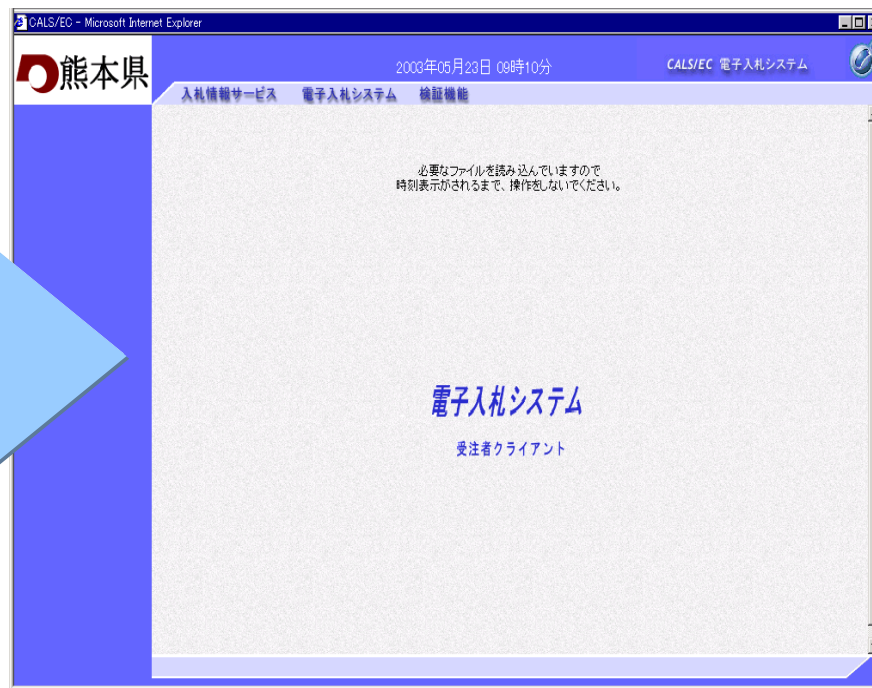 CALS/EC - Microsoft Internet Explorer
熊本県
2003年05月23日 09時10分
CALS/EC 電子入札システム
入札情報サービス 電子入札システム 検証機能
必要なファイルを読み込んでいますので
時刻表示がされるまで、操作をしないでください。
電子入札システム
受注者クライアント